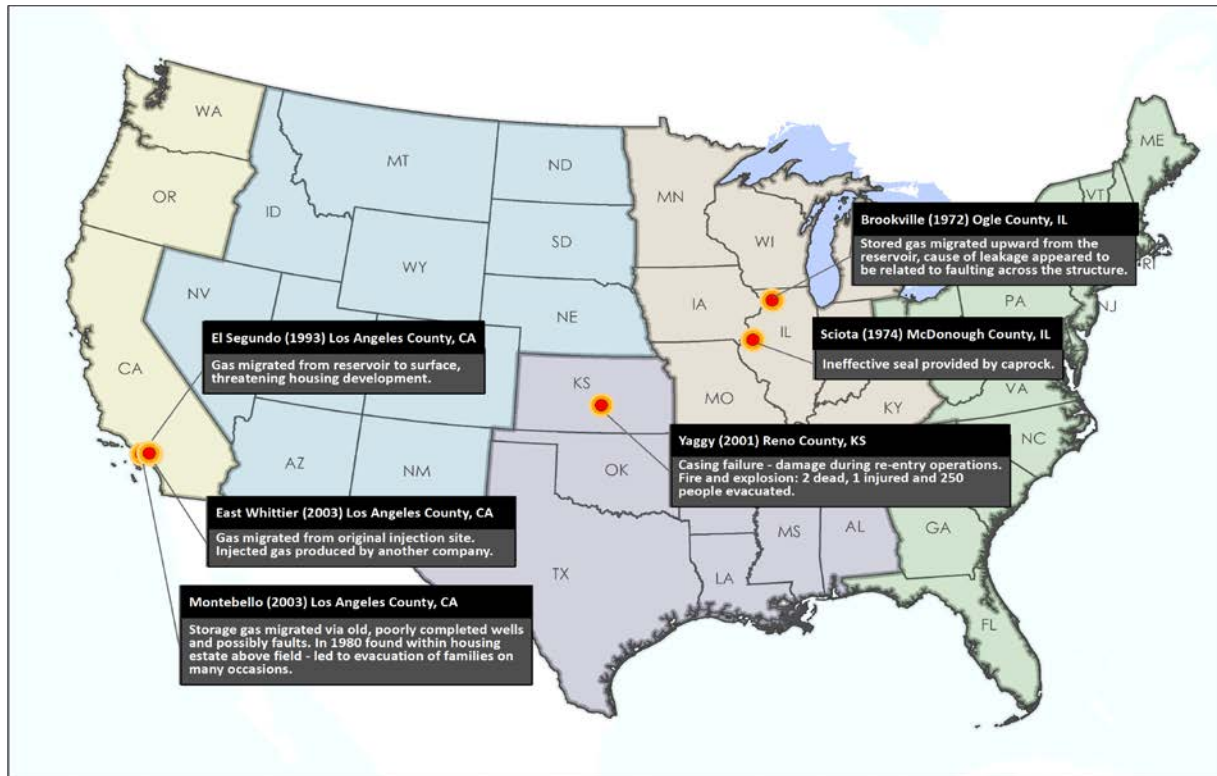 WA
OR
CA
NV
ID
MT
WY
AZ
NM
ND
SD
NE
KS
OK
TX
MN
IA
MO
WI
IL
KY
LA
MS
AL
GA
FL
NC
VA
PA
NJ
RI
VT
ME
Brookville (1972) Ogle County, IL
Stored gas migrated upward from the
reservoir, cause of leakage appeared to
be related to faulting across the structure.
Sciota (1974) McDonough County, IL
Ineffective seal provided by caprock.
El Segundo (1993) Los Angeles County, CA
Gas migrated from reservoir to surface,
threatening housing development.
Yaggy (2001) Reno County, KS
Casing failure - damage during re-entry operations.
Fire and explosion: 2 dead, 1 injured and 250
people evacuated.
East Whittier (2003) Los Angeles County, CA
Gas migrated from original injection site.
Injected gas produced by another company.
Montebello (2003) Los Angeles County, CA
Storage gas migrated via old, poorly completed wells
and possibly faults. In 1980 found within housing
estate above field - led to evacuation of families on
many occasions.